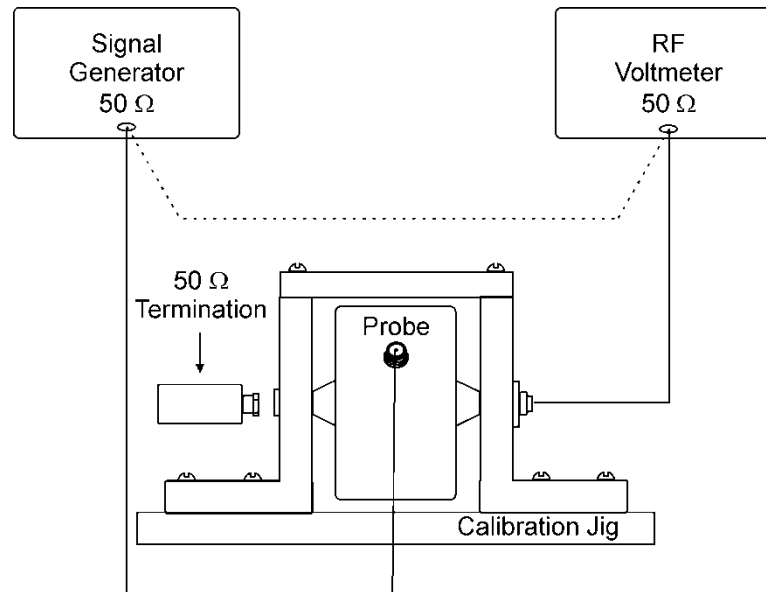 Signal
Generator
50 Ω
RF
Voltmeter
50 Ω
50 Ω
Termination
Probe
Calibration Jig